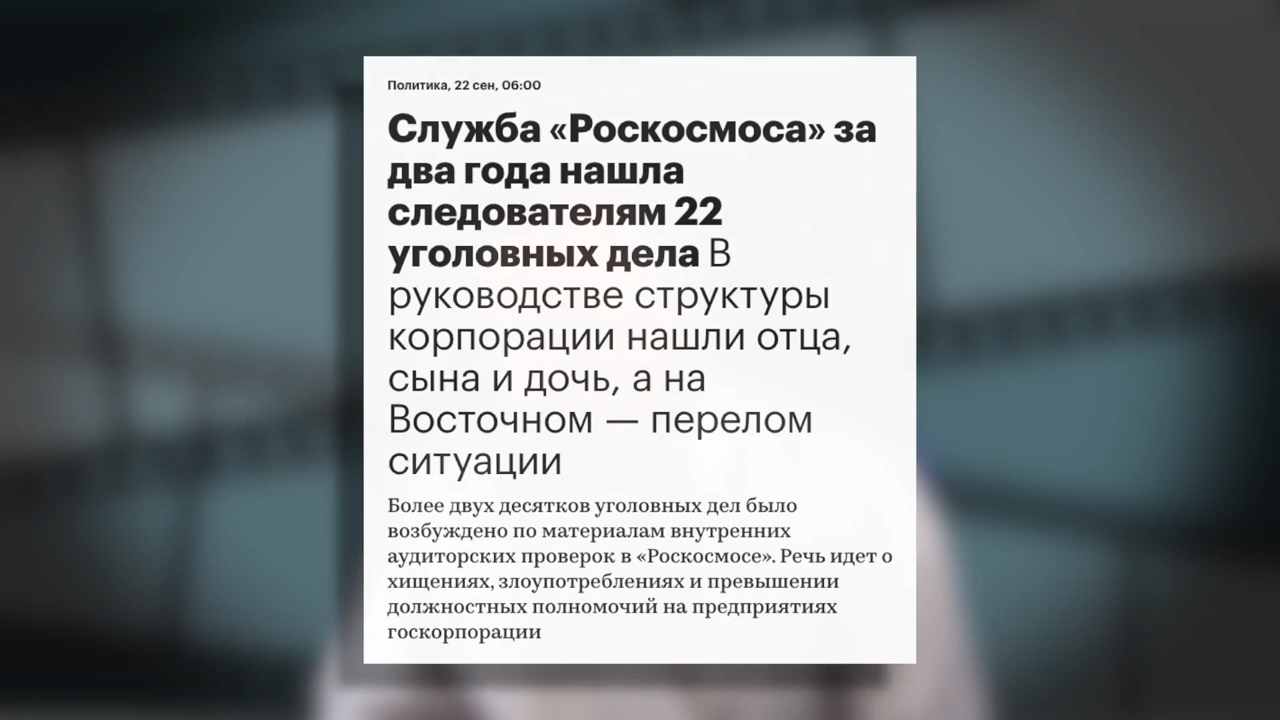 Политика, 22 сен, 06:00
Служба «Роскосмоса» за
два года нашла
следователям 22
уголовных дела В
руководстве структуры
корпорации нашли отца,
сына и дочь, а на
Восточном — перелом
ситуации
Более двух десятков уголовных дел было
возбуждено по материалам внутренних
аудиторских проверок в «Роскосмосе». Речь идет о
хищениях, злоупотреблениях и превышении
должностных полномочий на предприятиях
госкорпорации